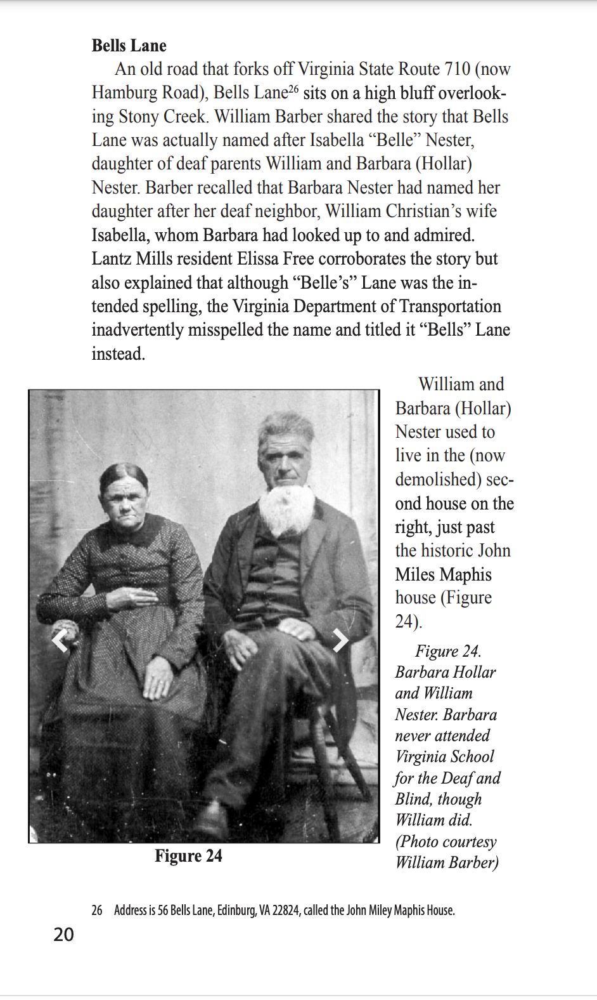 Bells Lane
An old road that forks off Virginia State Route 710 (now
Hamburg Road), Bells Lane26 sits on a high bluff overlook-
ing Stony Creek. William Barber shared the story that Bells
Lane was actually named after Isabella “Belle” Nester,
daughter of deaf parents William and Barbara (Hollar)
Nester. Barber recalled that Barbara Nester had named her
daughter after her deaf neighbor, William Christian’s wife
Isabella, whom Barbara had looked up to and admired.
Lantz Mills resident Elissa Free corroborates the story but
also explained that although “Belle’s” Lane was the in-
tended spelling, the Virginia Department of Transportation
inadvertently misspelled the name and titled it “Bells” Lane
instead.
William and
Barbara (Hollar)
Nester used to
live in the (now
demolished) sec-
ond house on the
right, just past
the historic John
Miles Maphis
house (Figure
24).
Figure 24.
Barbara Hollar
and William
Nester. Barbara
never attended
Virginia School
for the Deaf and
Blind, though
William did.
(Photo courtesy
William Barber)
Figure 24
26 Address is 56 Bells Lane, Edinburg, VA 22824, called the John Miley Maphis House.
20